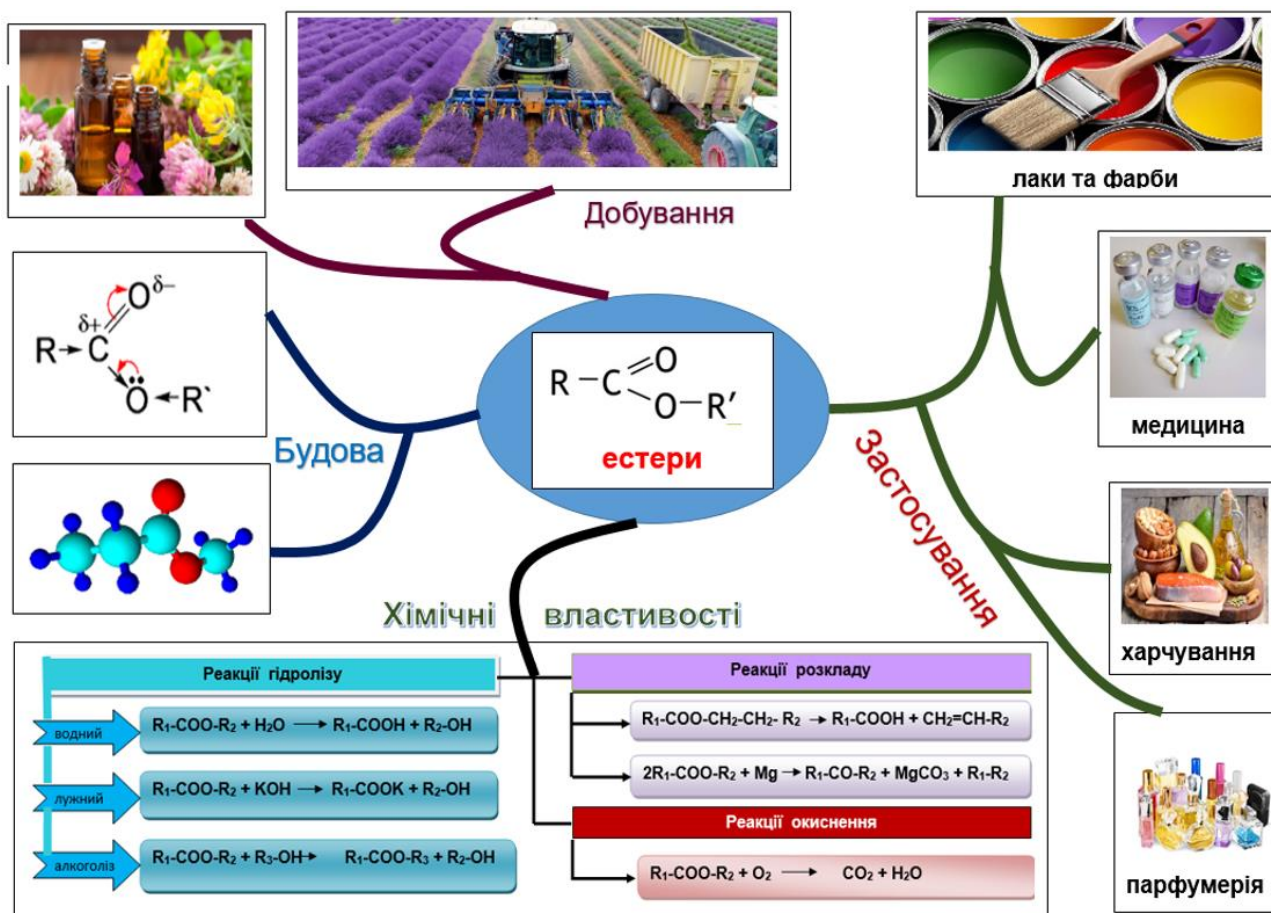 Добування
лаки та фарби
O δ–
δ+
R→C
O←R`
Будова
R – C
O
O – R′
естери
Застосування
медицина
харчування
парфумерія
Хімічні властивості
Реакції гідролізу
водний
R₁-COO-R₂ + H₂O → R₁-COOH + R₂-OH
лужний
R₁-COO-R₂ + KOH → R₁-COOK + R₂-OH
алкоголіз
R₁-COO-R₂ + R₃-OH→ R₁-COO-R₃ + R₂-OH
Реакції розкладу
R₁-COO-CH₂-CH₂- R₂ → R₁-COOH + CH₂=CH-R₂
2R₁-COO-R₂ + Mg → R₁-CO-R₂ + MgCO₃ + R₁-R₂
Реакції окиснення
R₁-COO-R₂ + O₂ → CO₂ + H₂O